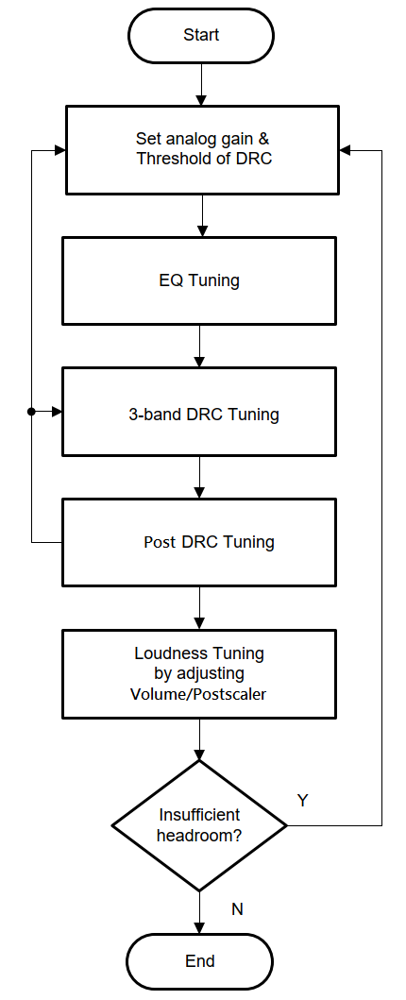 Start
Set analog gain &
Threshold of DRC
EQ Tuning
3-band DRC Tuning
Post DRC Tuning
Loudness Tuning
by adjusting
Volume/Postscaler
Insufficient
headroom?
Y
N
End